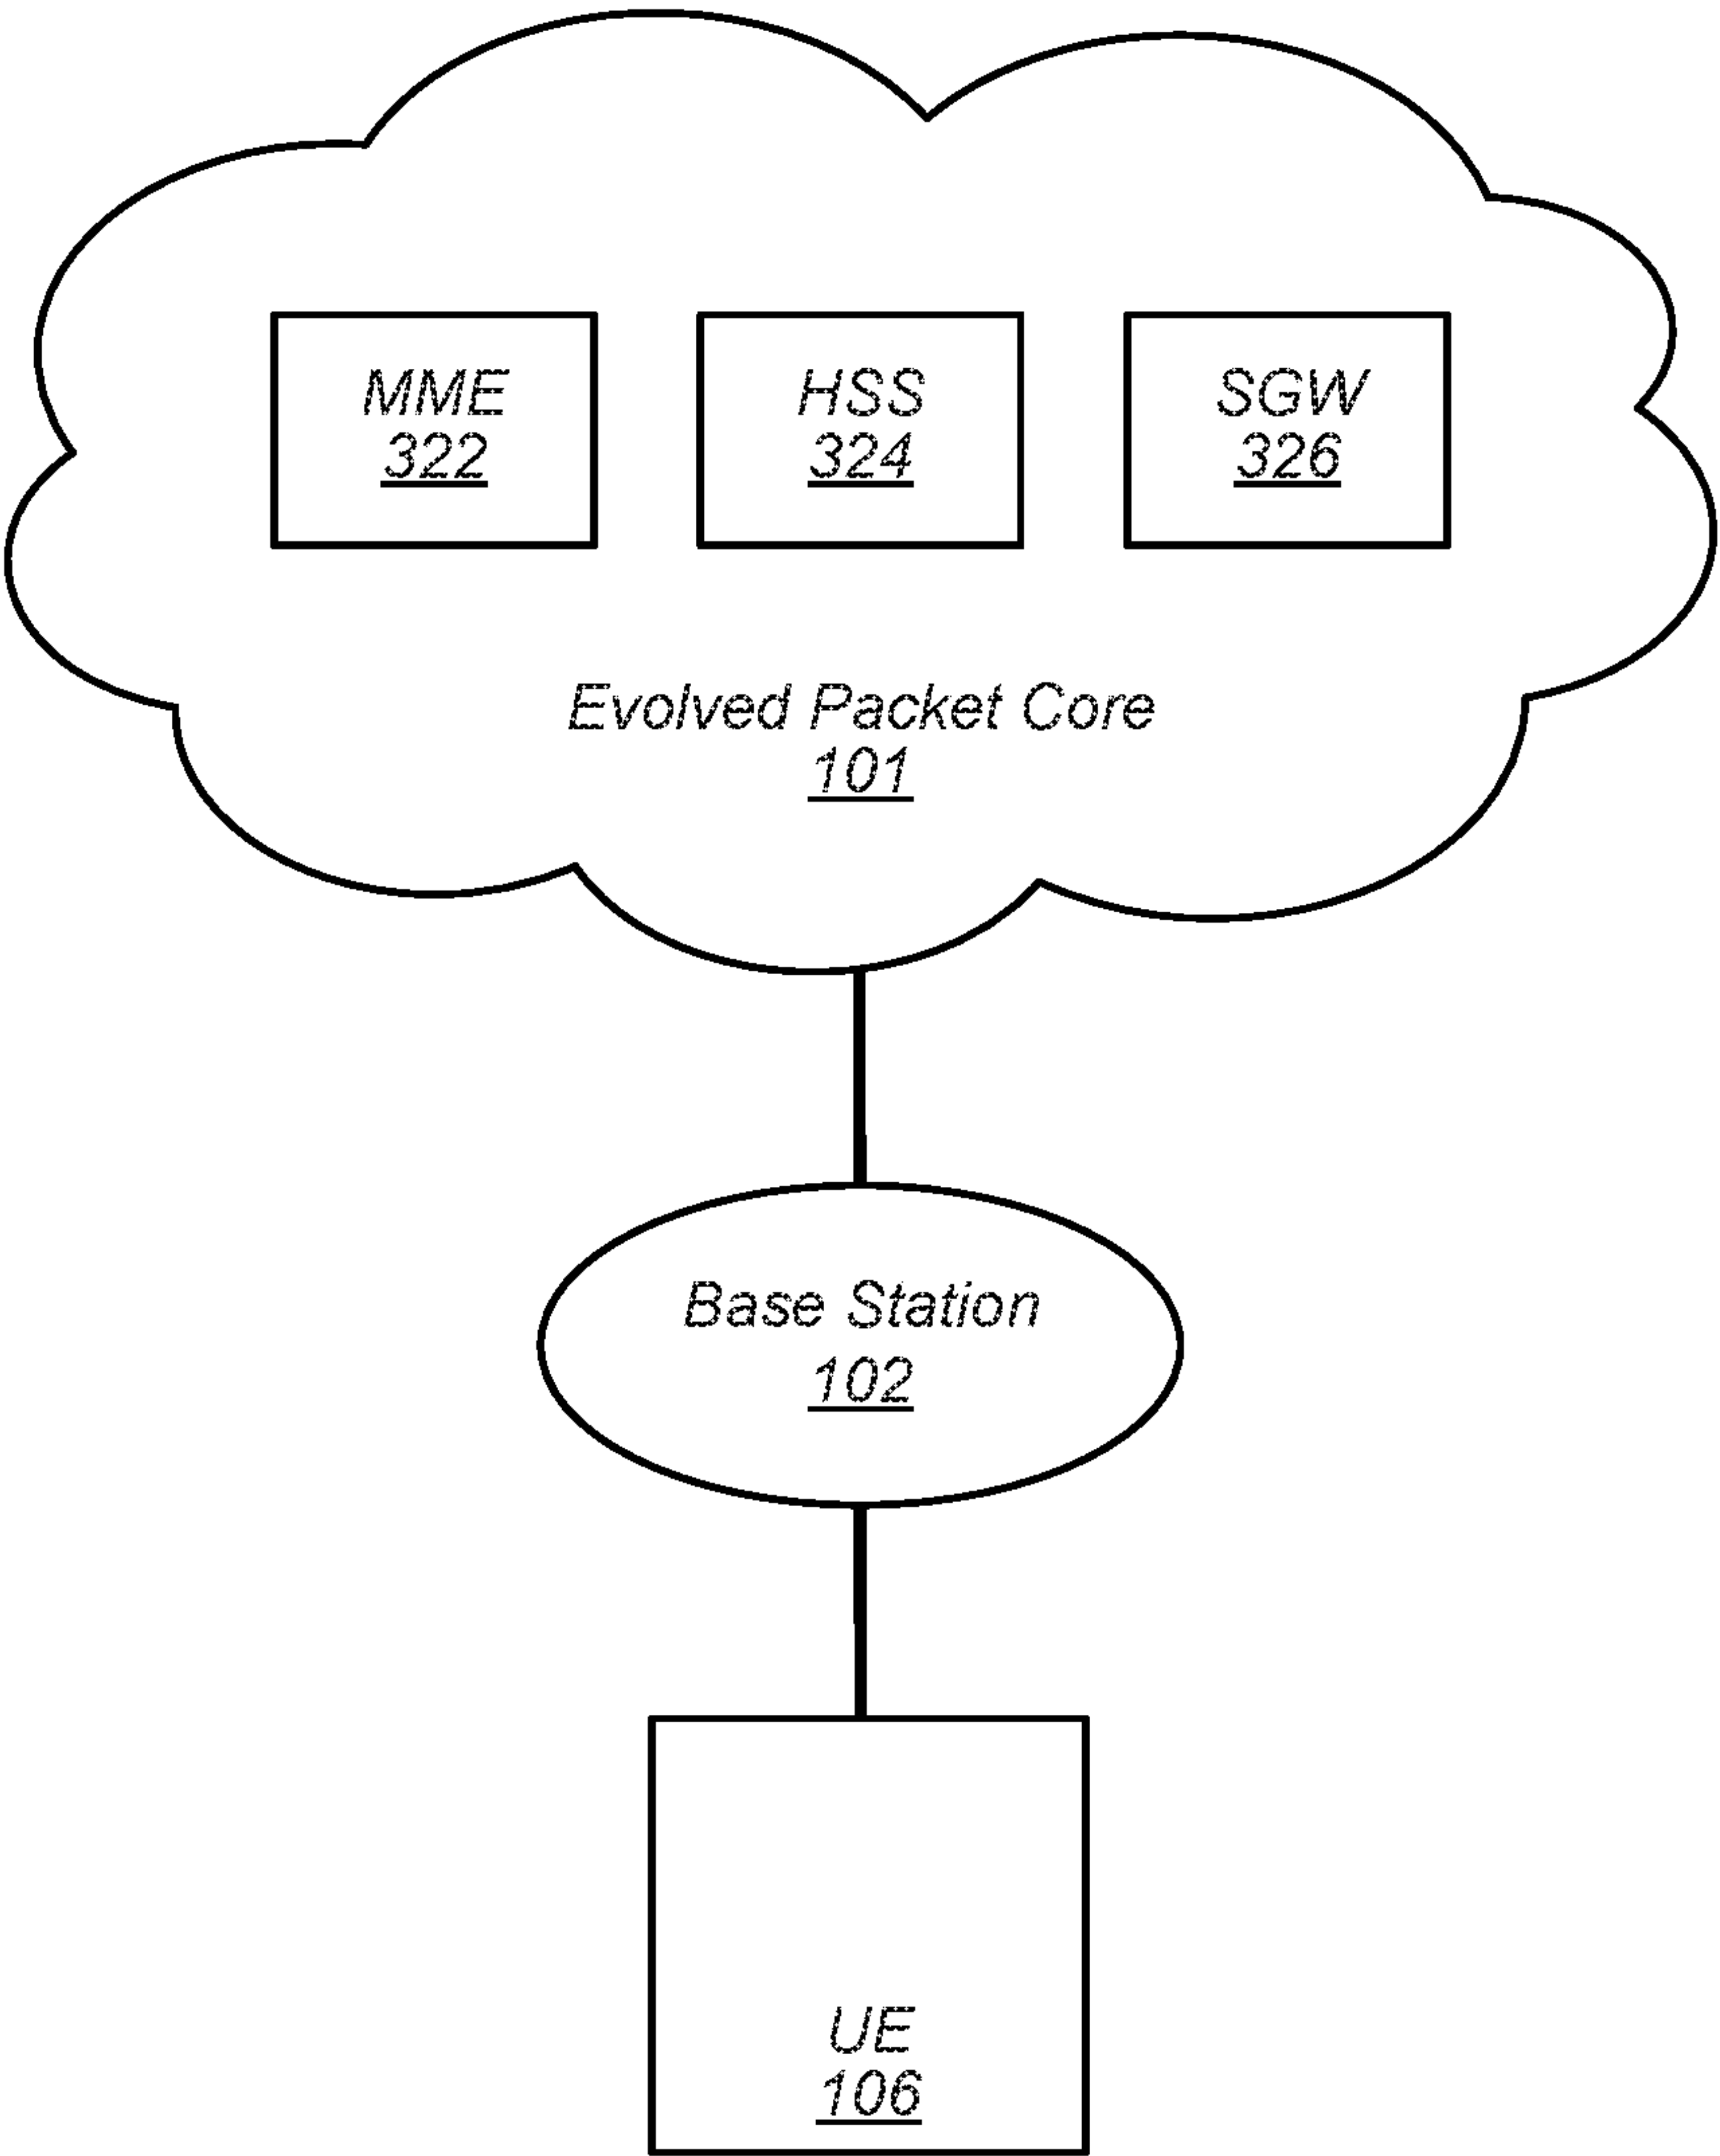 MME
322
HSS
324
SGW
326
Evolved Packet Core
101
Base Station
102
UE
106